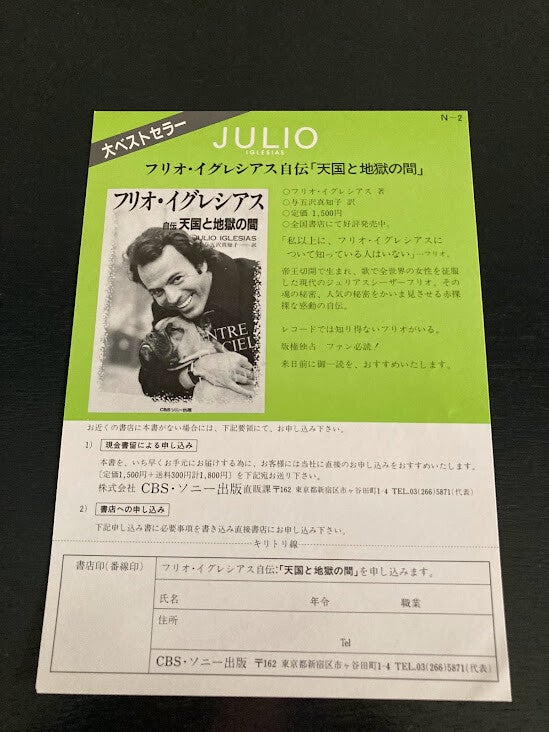 N-2
大ベストセラー
JULIO
IGLESIAS
フリオ・イグレシアス自伝「天国と地獄の間」
フリオ・イグレシアス
自伝 天国と地獄の間
JULIO IGLESIAS
与五沢真知子 訳
ENTRE
CIEL
CBSソニー出版
○フリオ・イグレシアス 著
○与五沢真知子 訳
○定価 1,500円
○全国書店にて好評発売中。
「私以上に、フリオ・イグレシアスに
ついて知っている人はいない」—フリオ。
帝王切開で生まれ、歌で全世界の女性を征服
した現代のジュリアスシーザーフリオ。その
魂の秘密、人気の秘密をかいま見させる赤裸
裸な感動の自伝。
レコードでは知り得ないフリオがいる。
版権独占 ファン必読！
来日前に御一読を、おすすめいたします。
お近くの書店に本書がない場合には、下記要領にて、お申し込み下さい。
1) 現金書留による申し込み
本書を、いち早くお手元にお届けする為に、お客様には当社に直接のお申し込みをおすすめいたします。
〔定価1,500円＋送料300円計1,800円〕を下記宛お送り下さい。
株式会社 CBS・ソニー出版直販課〒162 東京都新宿区市ヶ谷田町1-4 TEL.03(266)5871(代表)
2) 書店への申し込み
下記申し込み書に必要事項を書き込み直接書店にお申し込み下さい。
キリトリ線
書店印(番線印)
フリオ・イグレシアス自伝:「天国と地獄の間」を申し込みます。
氏名 年令 職業
住所
Tel
CBS・ソニー出版 〒162 東京都新宿区市ヶ谷田町1-4 TEL.03(266)5871(代表)